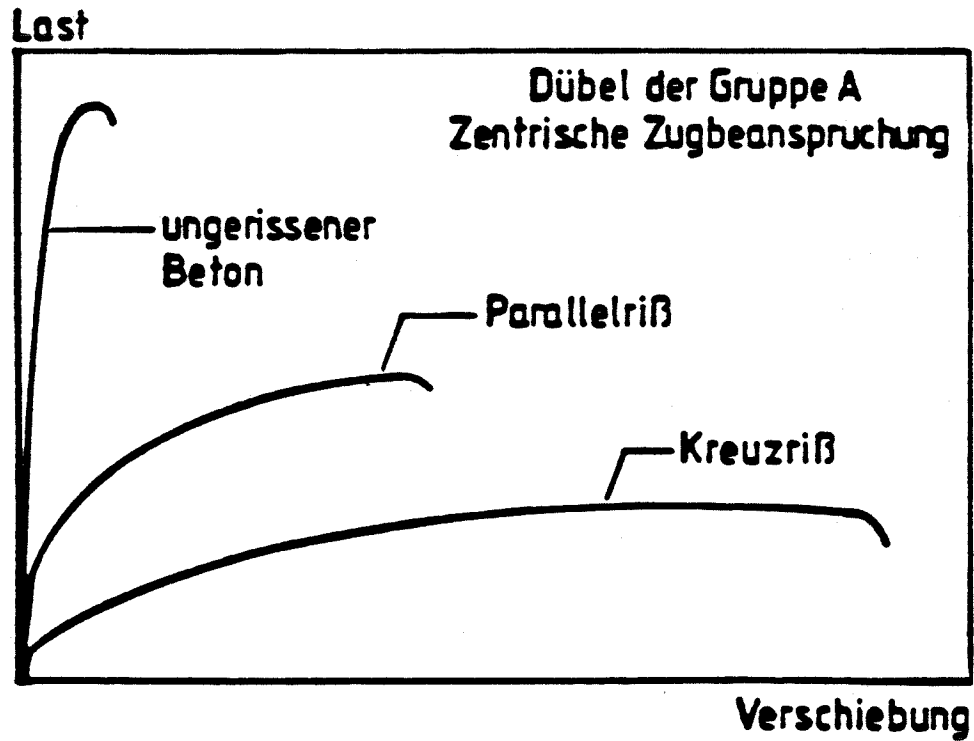 Last
Dübel der Gruppe A
Zentrische Zugbeanspruchung
ungerissener
Beton
Parallelriß
Kreuzriß
Verschiebung